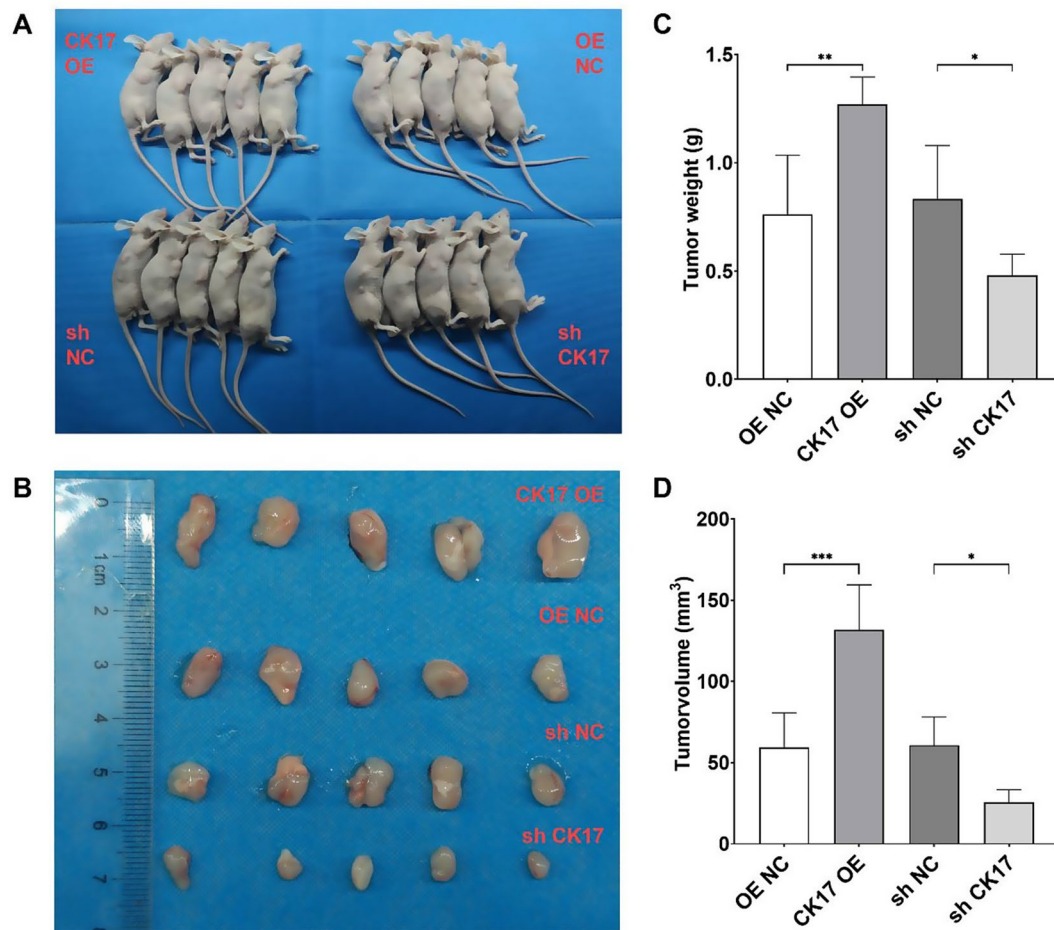 A
CK17
OE
OE
NC
sh
NC
sh
CK17
B
0
1cm
2
3
4
5
6
7
CK17 OE
OE NC
sh NC
sh CK17
C
Tumor weight (g)
1.5
1.0
0.5
0.0
**
*
OE NC
CK17 OE
sh NC
sh CK17
D
Tumorvolume (mm³)
200
150
100
50
0
***
*
OE NC
CK17 OE
sh NC
sh CK17